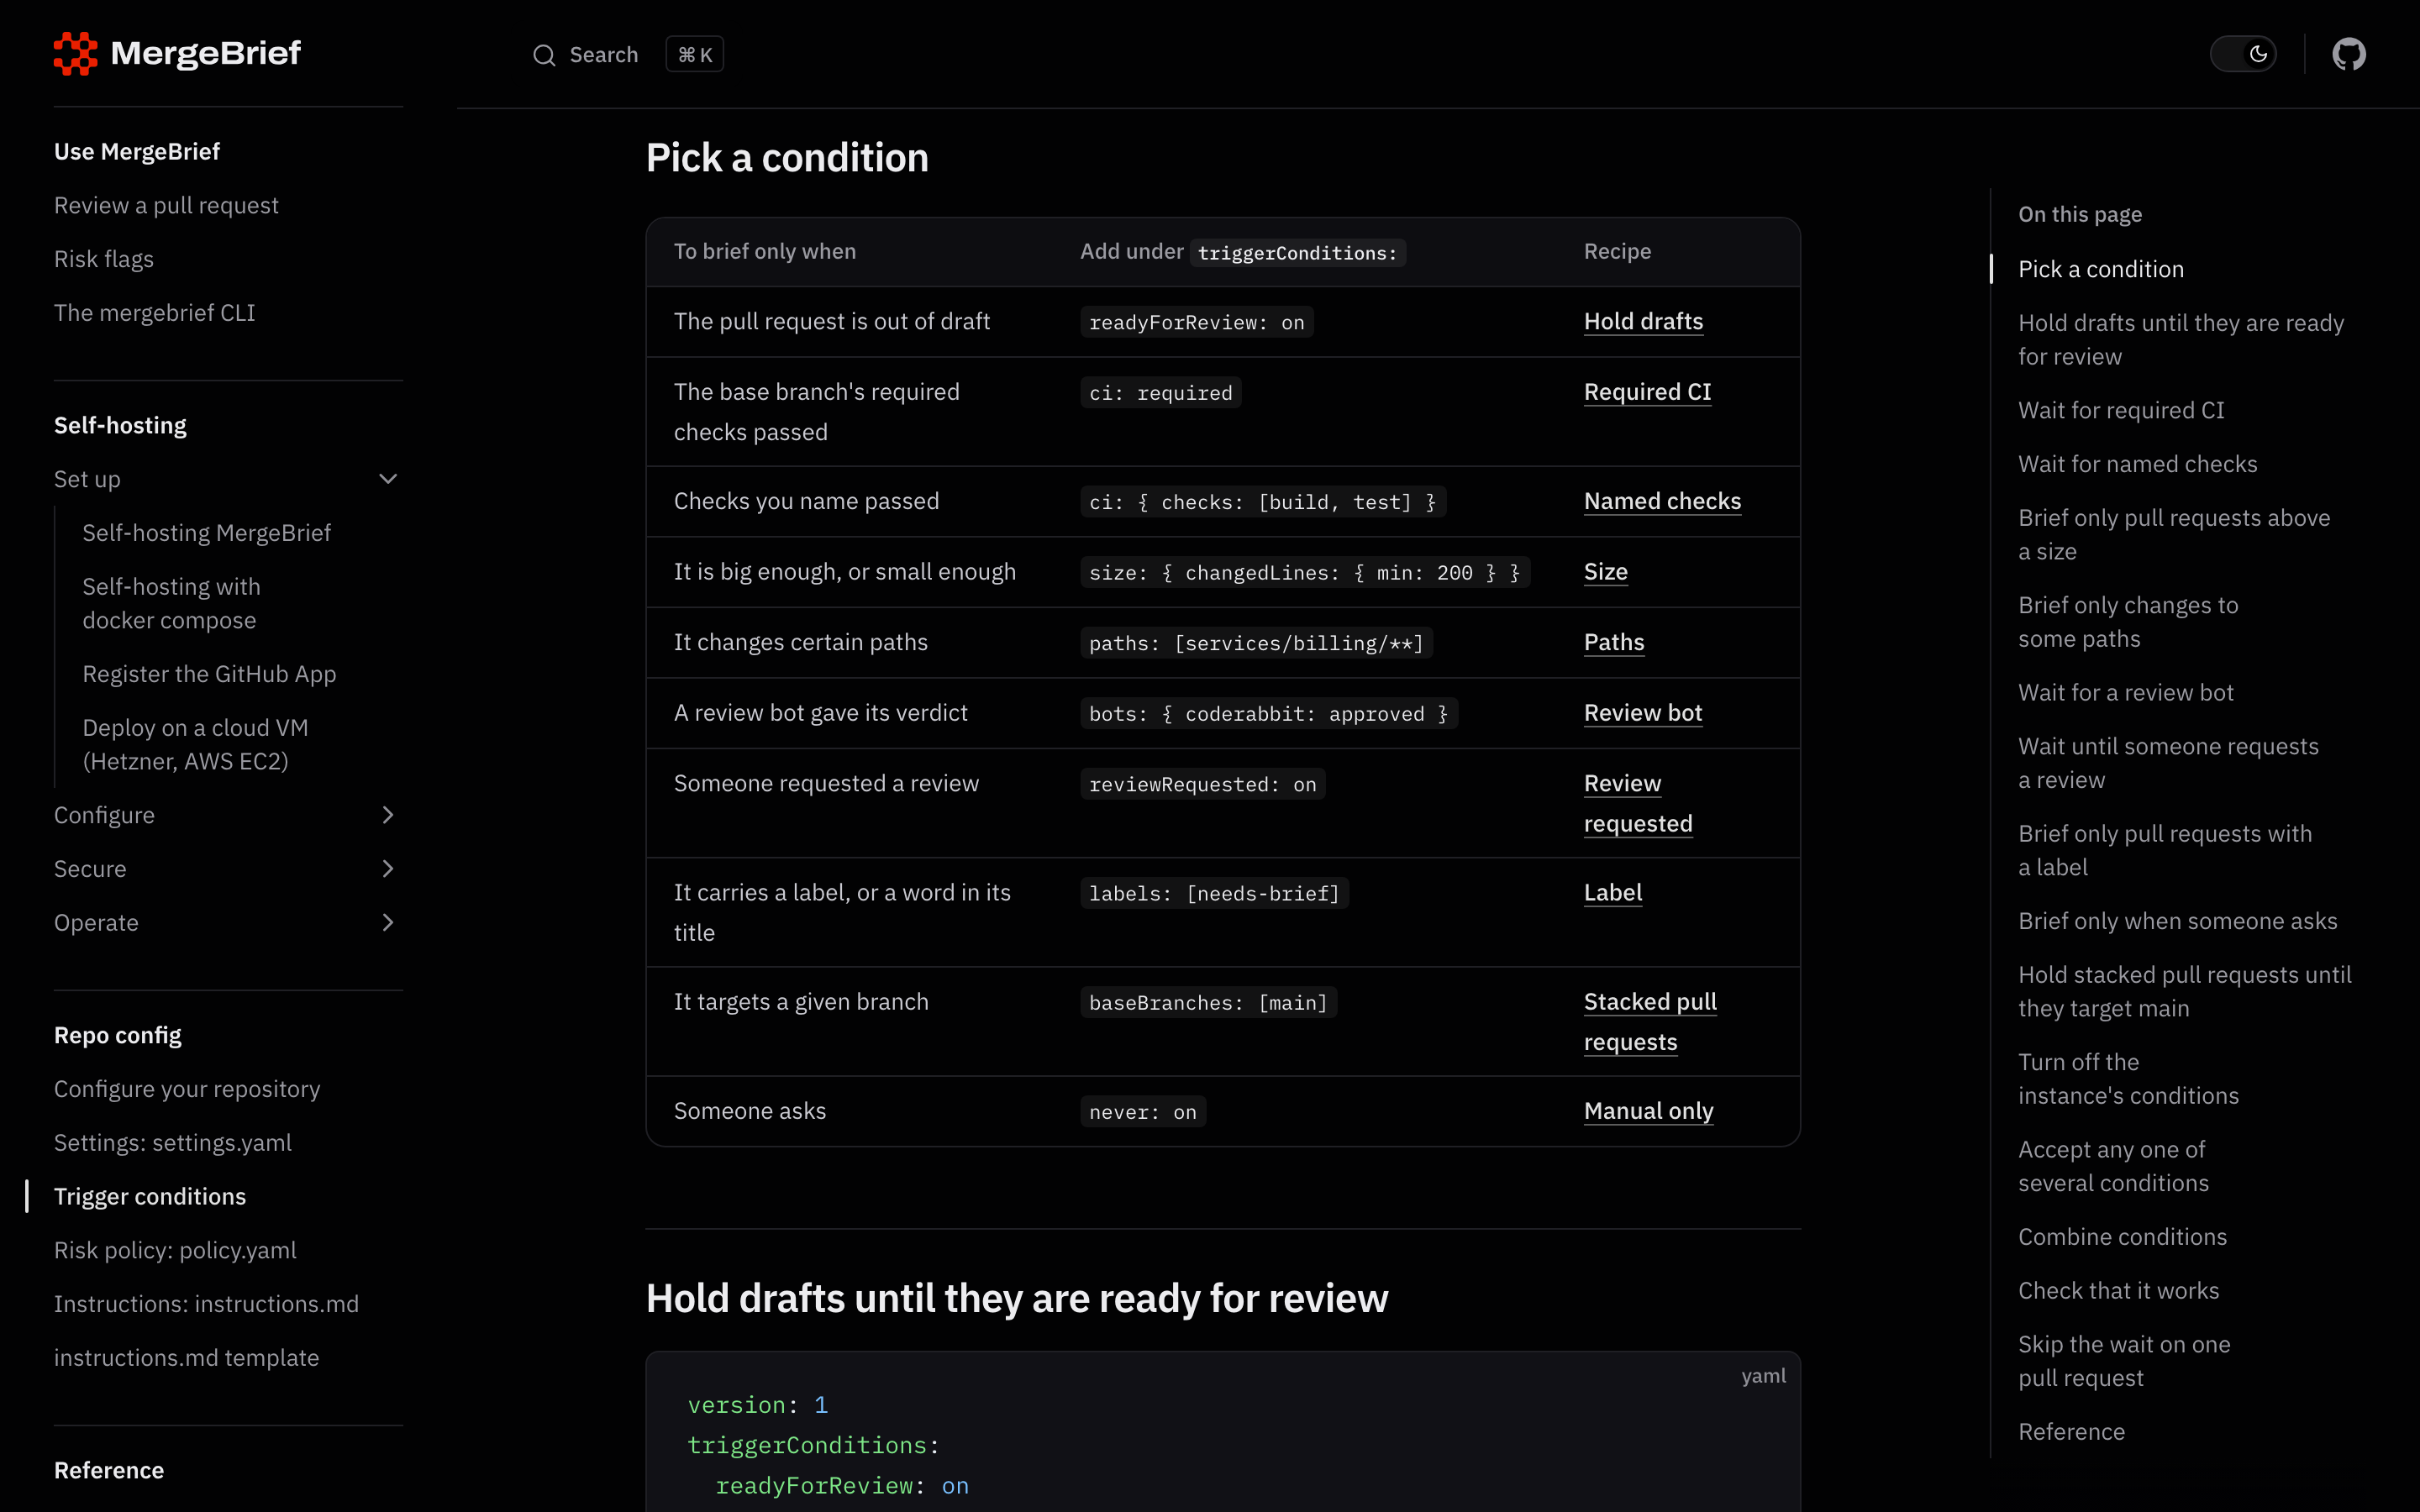 MergeBrief
Search
⌘ K
Use MergeBrief
Review a pull request
Risk flags
The mergebrief CLI
Self-hosting
Set up
Self-hosting MergeBrief
Self-hosting with
docker compose
Register the GitHub App
Deploy on a cloud VM
(Hetzner, AWS EC2)
Configure
Secure
Operate
Repo config
Configure your repository
Settings: settings.yaml
Trigger conditions
Risk policy: policy.yaml
Instructions: instructions.md
instructions.md template
Reference
Pick a condition
To brief only when Add under triggerConditions: Recipe
The pull request is out of draft readyForReview: on Hold drafts
The base branch's required ci: required Required CI
checks passed
Checks you name passed ci: { checks: [build, test] } Named checks
It is big enough, or small enough size: { changedLines: { min: 200 } } Size
It changes certain paths paths: [services/billing/**] Paths
A review bot gave its verdict bots: { coderabbit: approved } Review bot
Someone requested a review reviewRequested: on Review
requested
It carries a label, or a word in its labels: [needs-brief] Label
title
It targets a given branch baseBranches: [main] Stacked pull
requests
Someone asks never: on Manual only
Hold drafts until they are ready for review
yaml
version: 1
triggerConditions:
  readyForReview: on
On this page
Pick a condition
Hold drafts until they are ready
for review
Wait for required CI
Wait for named checks
Brief only pull requests above
a size
Brief only changes to
some paths
Wait for a review bot
Wait until someone requests
a review
Brief only pull requests with
a label
Brief only when someone asks
Hold stacked pull requests until
they target main
Turn off the
instance's conditions
Accept any one of
several conditions
Combine conditions
Check that it works
Skip the wait on one
pull request
Reference